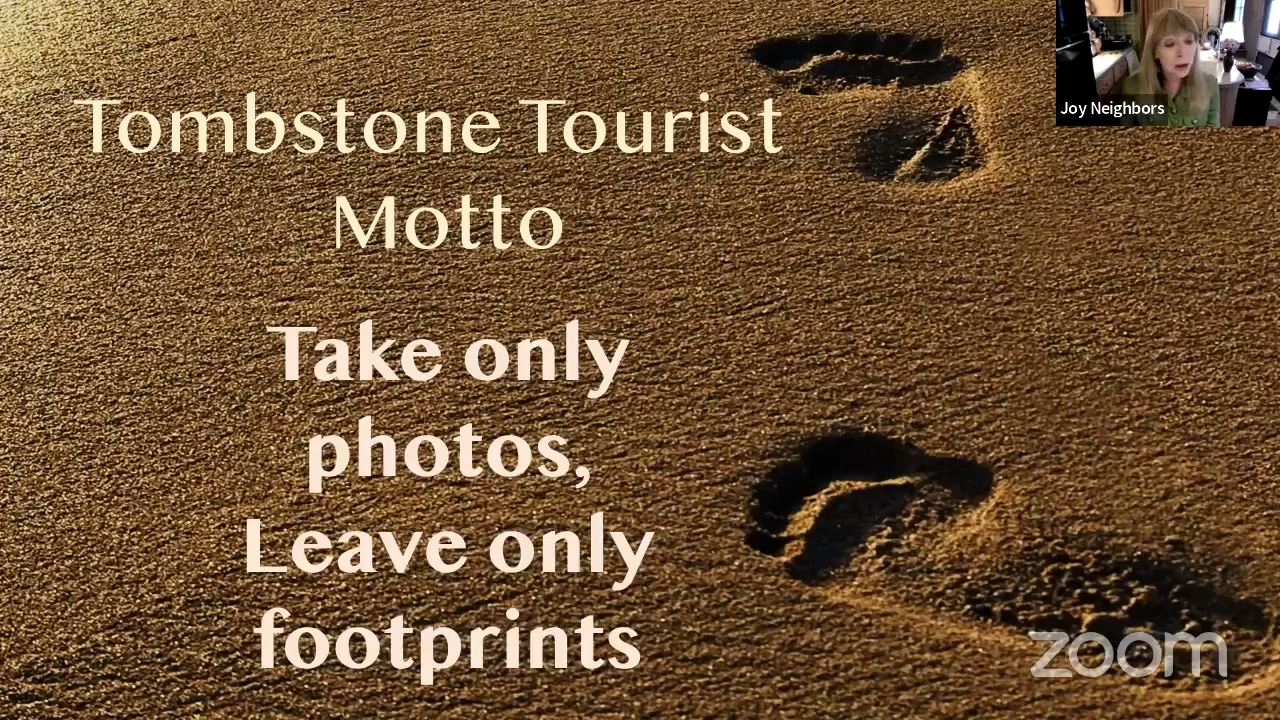 Joy Neighbors
Tombstone Tourist
Motto
Take only
photos,
Leave only
footprints
zoom